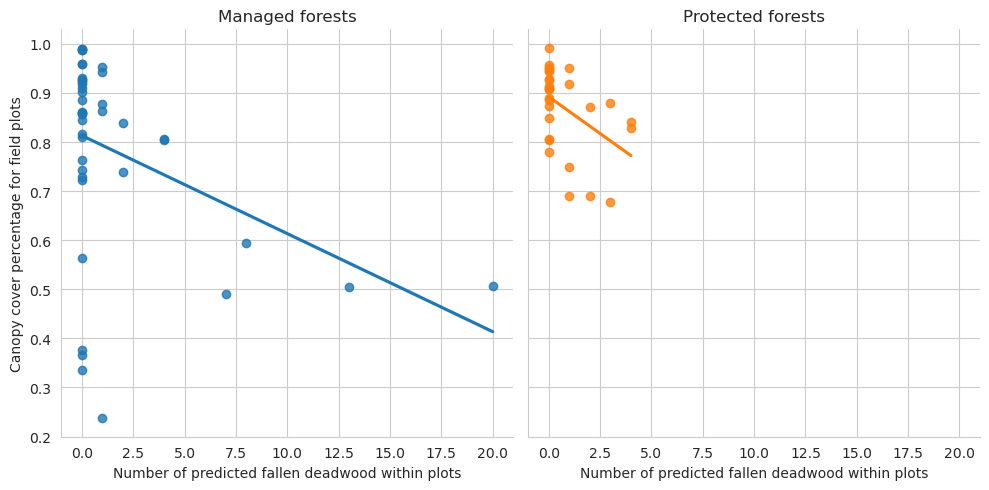 Managed forests
Protected forests
Canopy cover percentage for field plots
1.0
0.9
0.8
0.7
0.6
0.5
0.4
0.3
0.2
0.0 2.5 5.0 7.5 10.0 12.5 15.0 17.5 20.0
0.0 2.5 5.0 7.5 10.0 12.5 15.0 17.5 20.0
Number of predicted fallen deadwood within plots
Number of predicted fallen deadwood within plots